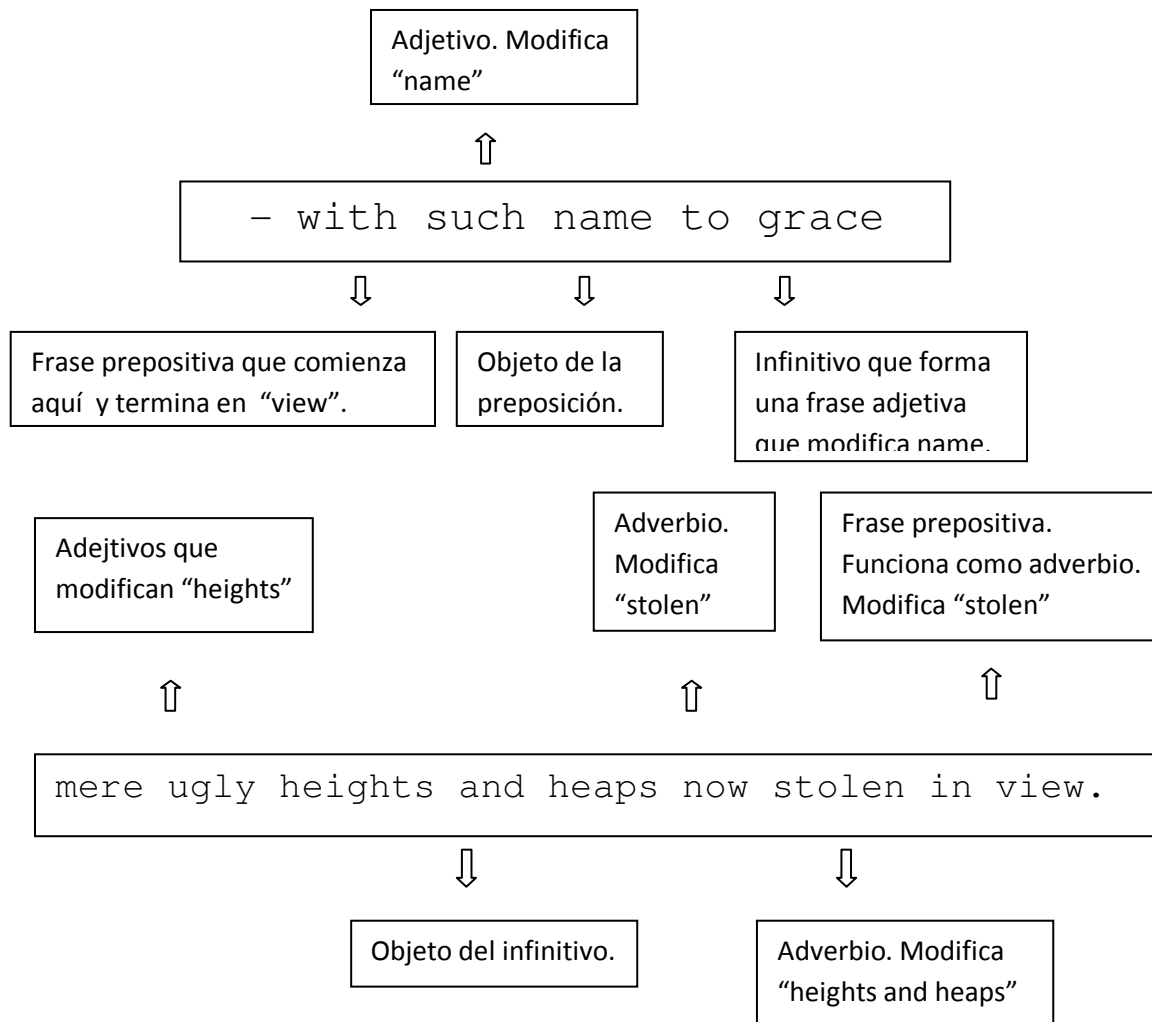 Adjetivo. Modifica
“name”
– with such name to grace
Frase prepositiva que comienza
aquí y termina en “view”.
Objeto de la
preposición.
Infinitivo que forma
una frase adjetiva
que modifica name.
Adejtivos que
modifican “heights”
Adverbio.
Modifica
“stolen”
Frase prepositiva.
Funciona como adverbio.
Modifica “stolen”
mere ugly heights and heaps now stolen in view.
Objeto del infinitivo.
Adverbio. Modifica
“heights and heaps”